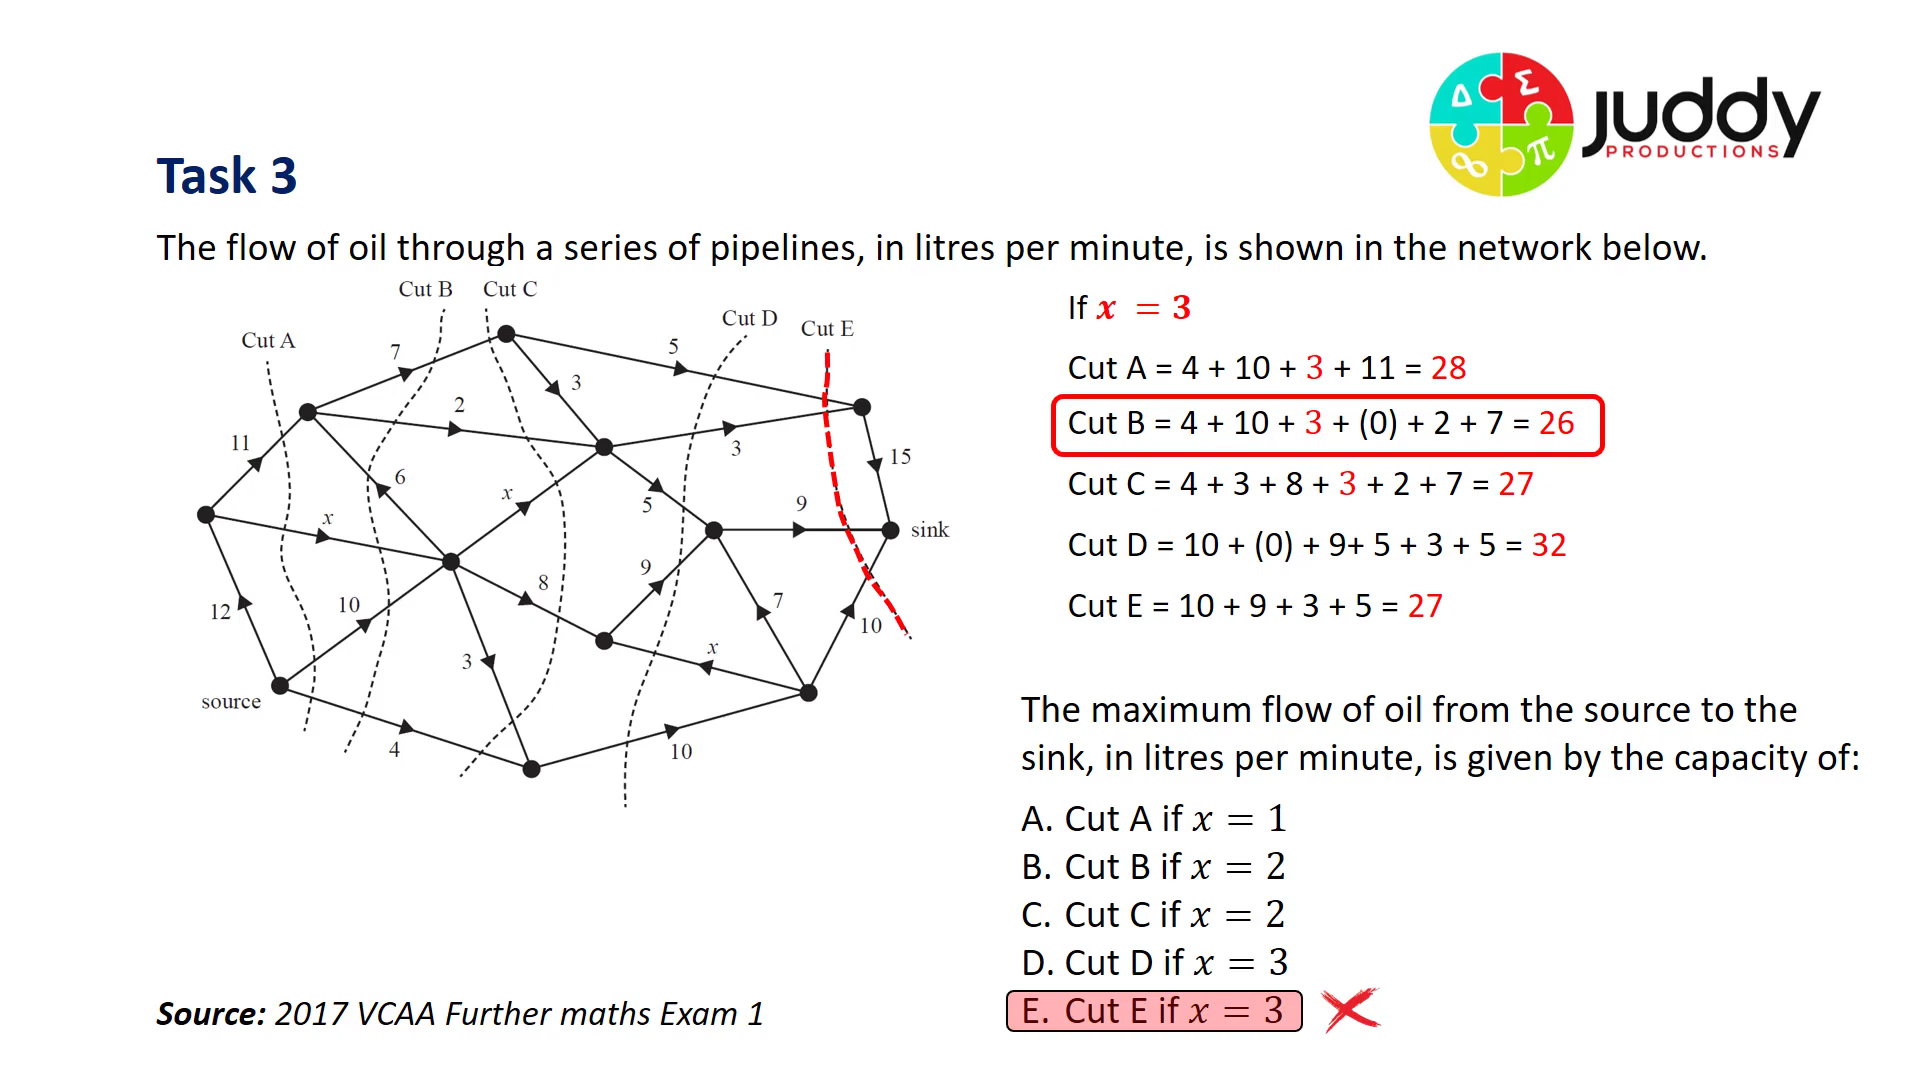 Δ Σ
∞ π
juddy
PRODUCTIONS
Task 3
The flow of oil through a series of pipelines, in litres per minute, is shown in the network below.
Cut A
Cut B
Cut C
Cut D
Cut E
7
5
3
2
3
11
6
x
5
15
9
sink
x
12
10
8
9
7
10
source
3
x
4
10
If x = 3
Cut A = 4 + 10 + 3 + 11 = 28
Cut B = 4 + 10 + 3 + (0) + 2 + 7 = 26
Cut C = 4 + 3 + 8 + 3 + 2 + 7 = 27
Cut D = 10 + (0) + 9+ 5 + 3 + 5 = 32
Cut E = 10 + 9 + 3 + 5 = 27
The maximum flow of oil from the source to the
sink, in litres per minute, is given by the capacity of:
A. Cut A if x = 1
B. Cut B if x = 2
C. Cut C if x = 2
D. Cut D if x = 3
E. Cut E if x = 3
Source: 2017 VCAA Further maths Exam 1